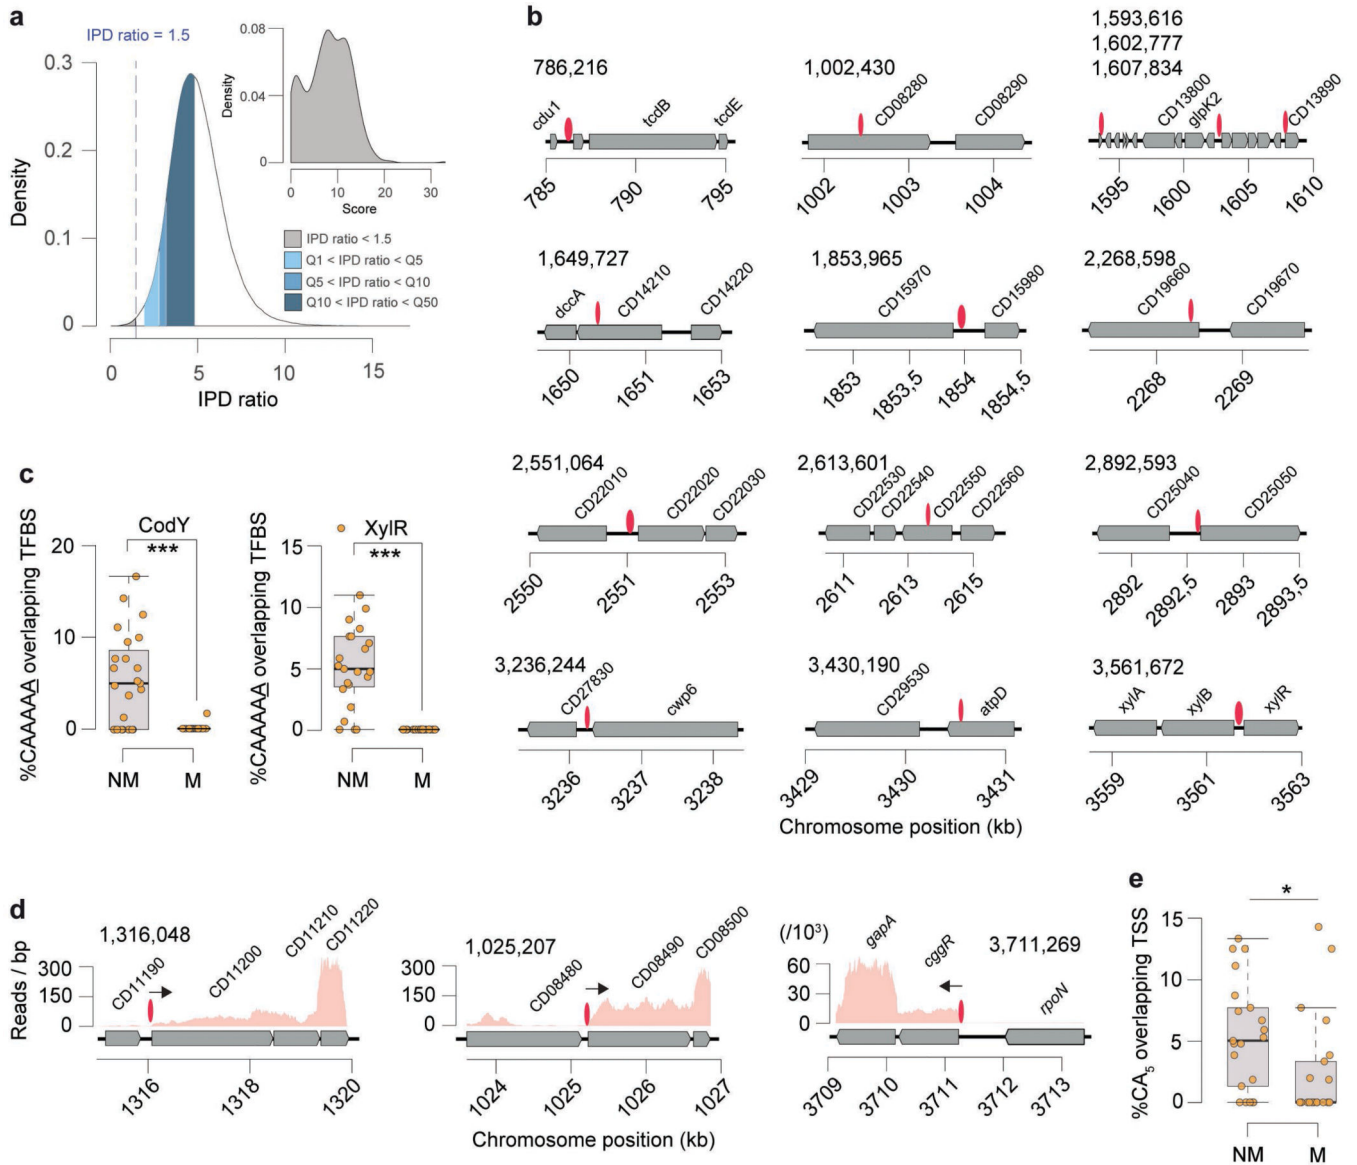 a
IPD ratio = 1.5
0.3
0.2
0.1
0
Density
0
5
10
15
IPD ratio
0.08
0.04
0
Density
0
10
20
30
Score
IPD ratio < 1.5
Q1 < IPD ratio < Q5
Q5 < IPD ratio < Q10
Q10 < IPD ratio < Q50
b
786,216
cdu1
tcdB
tcdE
785
790
795
1,002,430
CD08280
CD08290
1002
1003
1004
1,593,616
1,602,777
1,607,834
CD13800
glpK2
CD13890
1595
1600
1605
1610
1,649,727
dccA
CD14210
CD14220
1650
1651
1653
1,853,965
CD15970
CD15980
1853
1853,5
1854
1854,5
2,268,598
CD19660
CD19670
2268
2269
2,551,064
CD22010
CD22020
CD22030
2550
2551
2553
2,613,601
CD22530
CD22540
CD22550
CD22560
2611
2613
2615
2,892,593
CD25040
CD25050
2892
2892,5
2893
2893,5
3,236,244
CD27830
cwp6
3236
3237
3238
3,430,190
CD29530
atpD
3429
3430
3431
3,561,672
xylA
xylB
xylR
3559
3561
3563
Chromosome position (kb)
c
%CAAAAA overlapping TFBS
CodY
***
20
10
0
NM
M
%CAAAAA overlapping TFBS
XylR
***
15
10
5
0
NM
M
d
Reads / bp
1,316,048
300
150
0
CD11190
CD11200
CD11210
CD11220
1316
1318
1320
1,025,207
300
150
0
CD08480
CD08490
CD08500
1024
1025
1026
1027
(/10³)
60
30
0
gapA
cggR
3,711,269
rpoN
3709
3710
3711
3712
3713
Chromosome position (kb)
e
*
%CA₅ overlapping TSS
15
10
5
0
NM
M